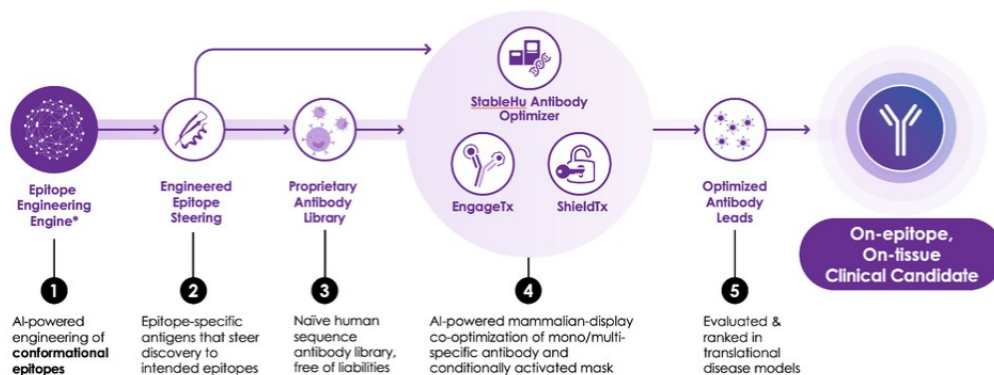 StableHu Antibody
Optimizer
EngageTx
ShieldTx
Epitope
Engineering
Engine*
Engineered
Epitope
Steering
Proprietary
Antibody
Library
Optimized
Antibody
Leads
On-epitope,
On-tissue
Clinical Candidate
1
AI-powered
engineering of
conformational
epitopes
2
Epitope-specific
antigens that steer
discovery to
intended epitopes
3
Naïve human
sequence
antibody library,
free of liabilities
4
AI-powered mammalian-display
co-optimization of mono/multi-
specific antibody and
conditionally activated mask
5
Evaluated &
ranked in
translational
disease models